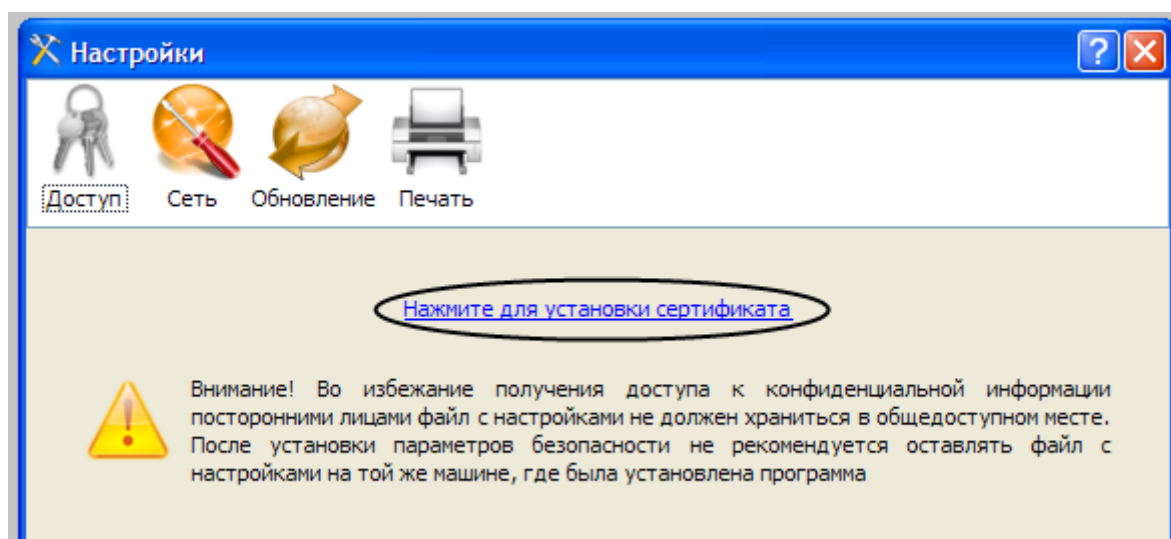 Настройки
Доступ Сеть Обновление Печать
Нажмите для установки сертификата
Внимание! Во избежание получения доступа к конфиденциальной информации
посторонними лицами файл с настройками не должен храниться в общедоступном месте.
После установки параметров безопасности не рекомендуется оставлять файл с
настройками на той же машине, где была установлена программа